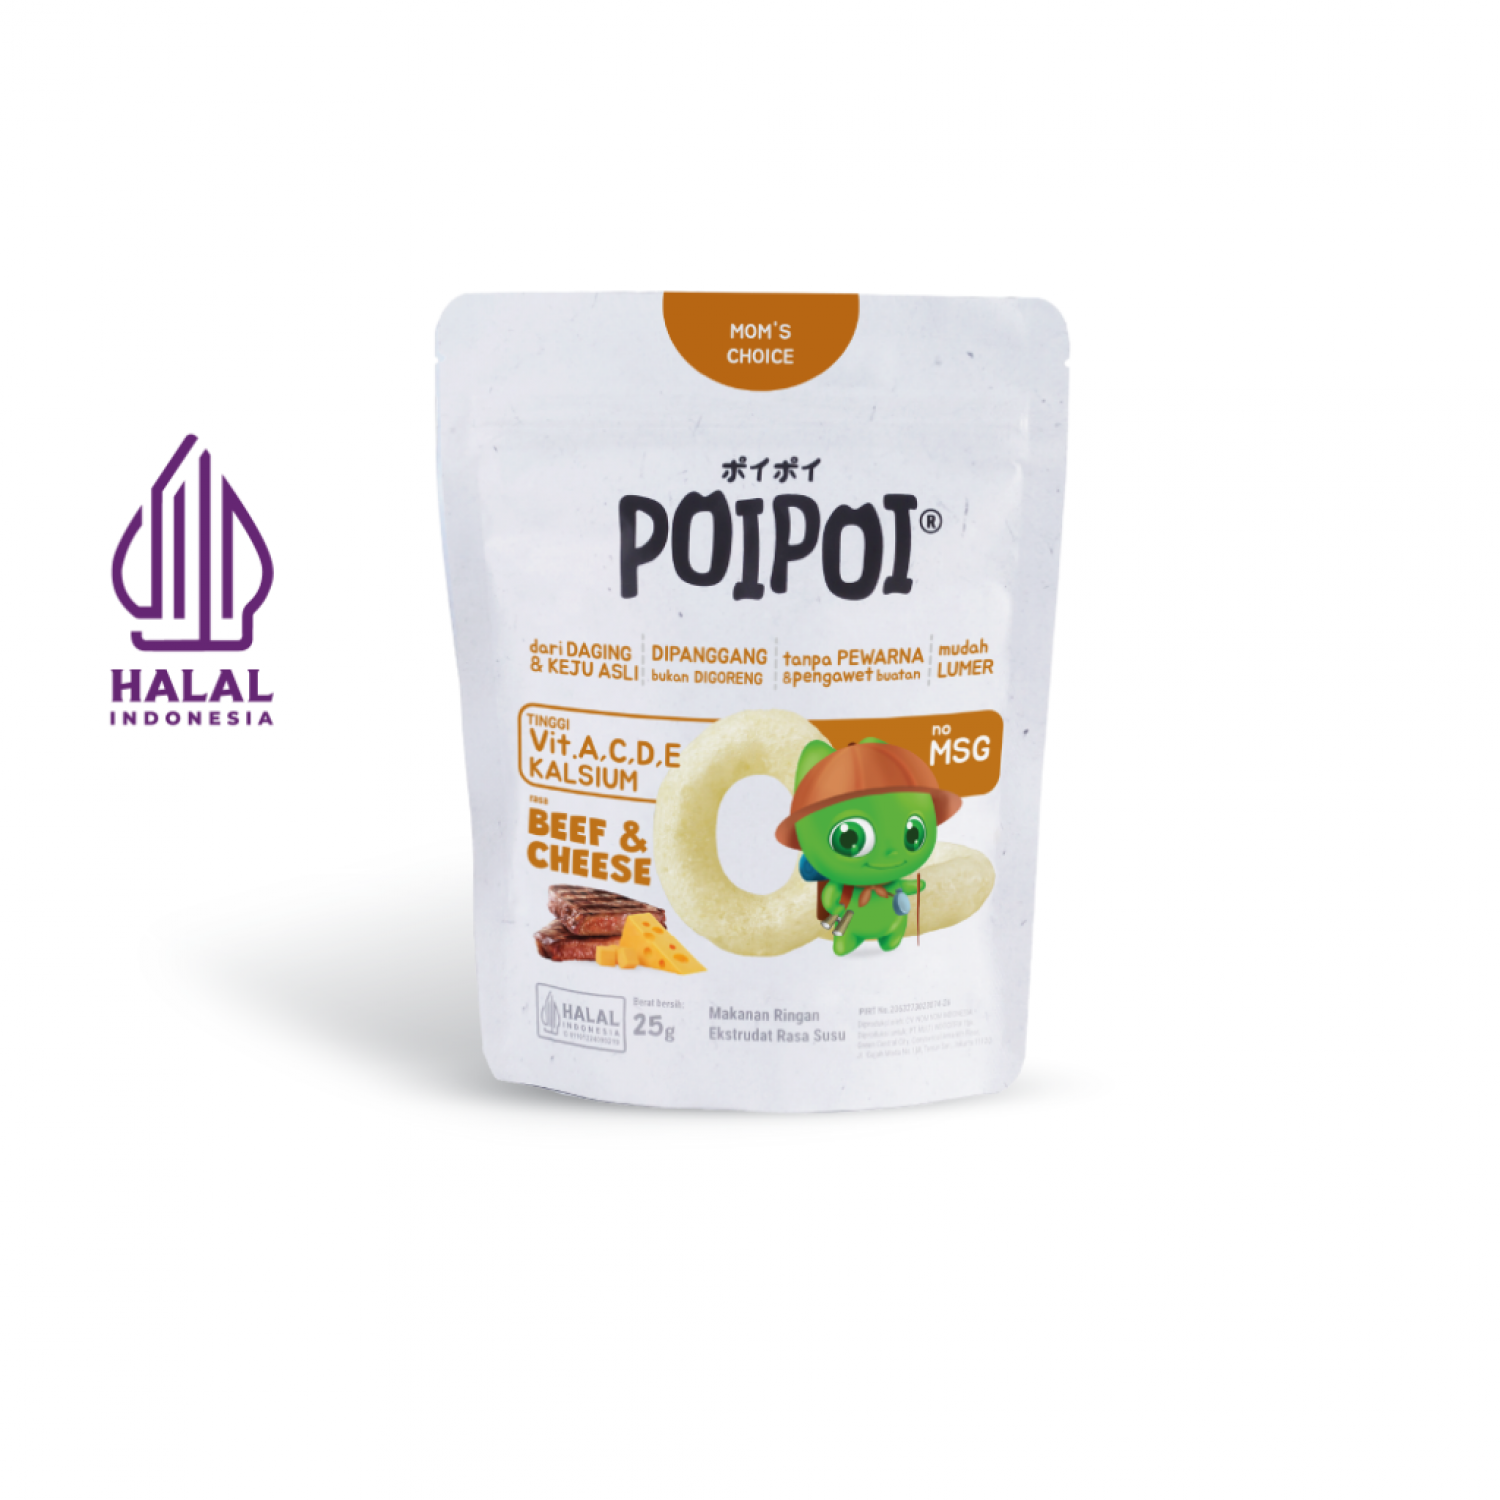 MOM'S
CHOICE
ポイポイ
POIPOI®
dari DAGING
& KEJU ASLI
DIPANGGANG
bukan DIGORENG
tanpa PEWARNA
&pengawet buatan
mudah
LUMER
TINGGI
Vit.A,C,D,E
KALSIUM
no
MSG
rasa
BEEF &
CHEESE
HALAL
INDONESIA
HALAL
INDONESIA
Berat bersih:
25g
Makanan Ringan
Ekstrudat Rasa Susu